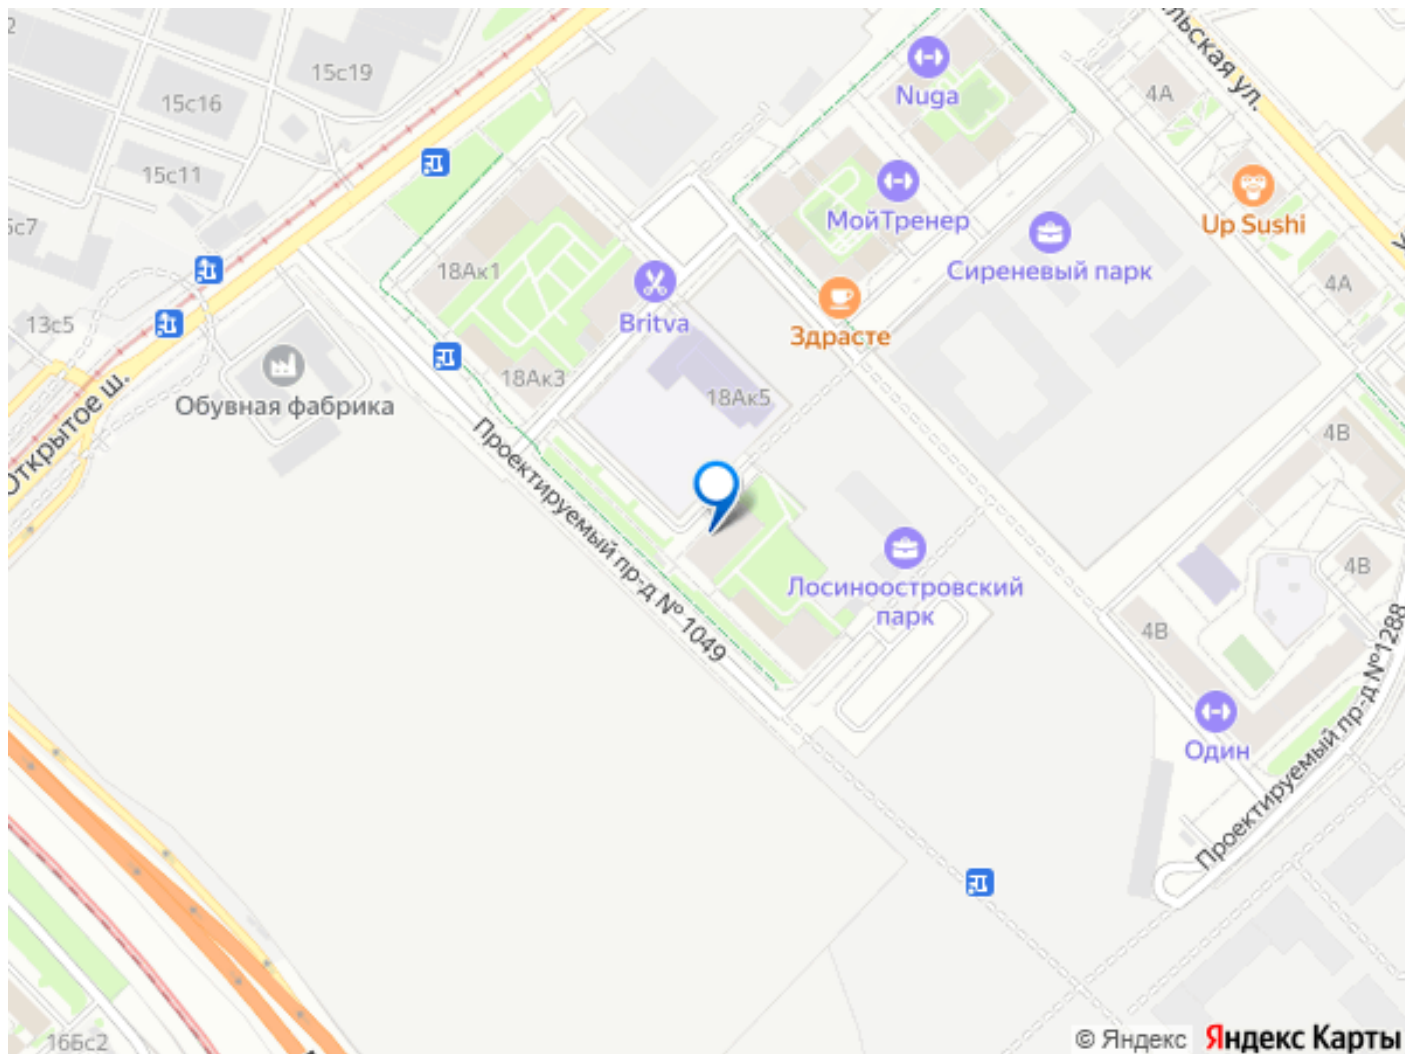 15с19
15с16
15с11
13с5
Открытое ш.
Обувная фабрика
18Ак1
18Ак3
Britva
18Ак5
Nuga
МойТренер
Здрасте
Сиреневый парк
4А
Up Sushi
4А
4В
4В
4В
Проектируемый пр-д № 1049
Лосиноостровский
парк
Один
Проектируемый пр-д №1288
16Бс2
© Яндекс
Яндекс Карты